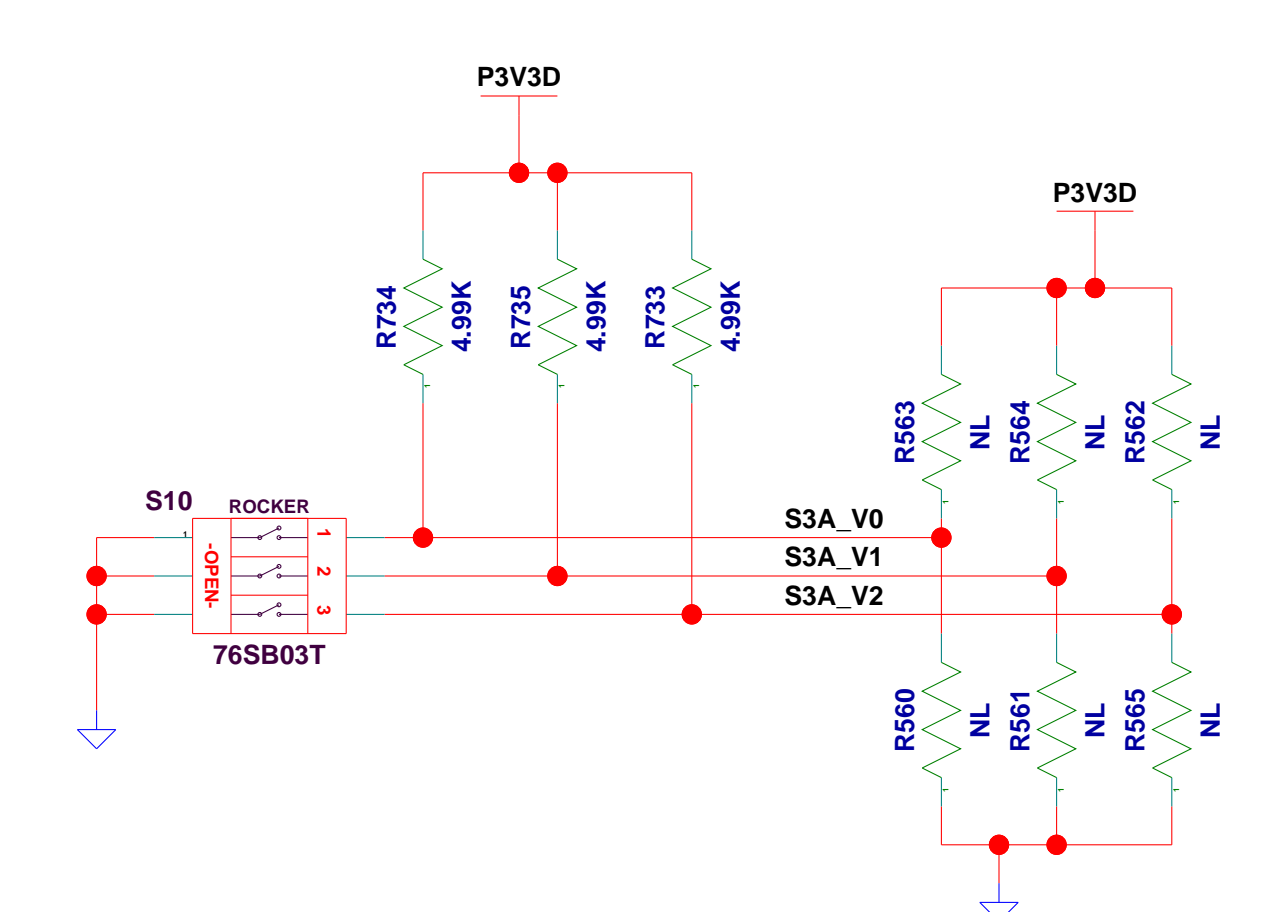 P3V3D
P3V3D
R734
4.99K
R735
4.99K
R733
4.99K
R563
NL
R564
NL
R562
NL
S10
ROCKER
1
-OPEN-
1
2
3
76SB03T
S3A_V0
S3A_V1
S3A_V2
R560
NL
R561
NL
R565
NL